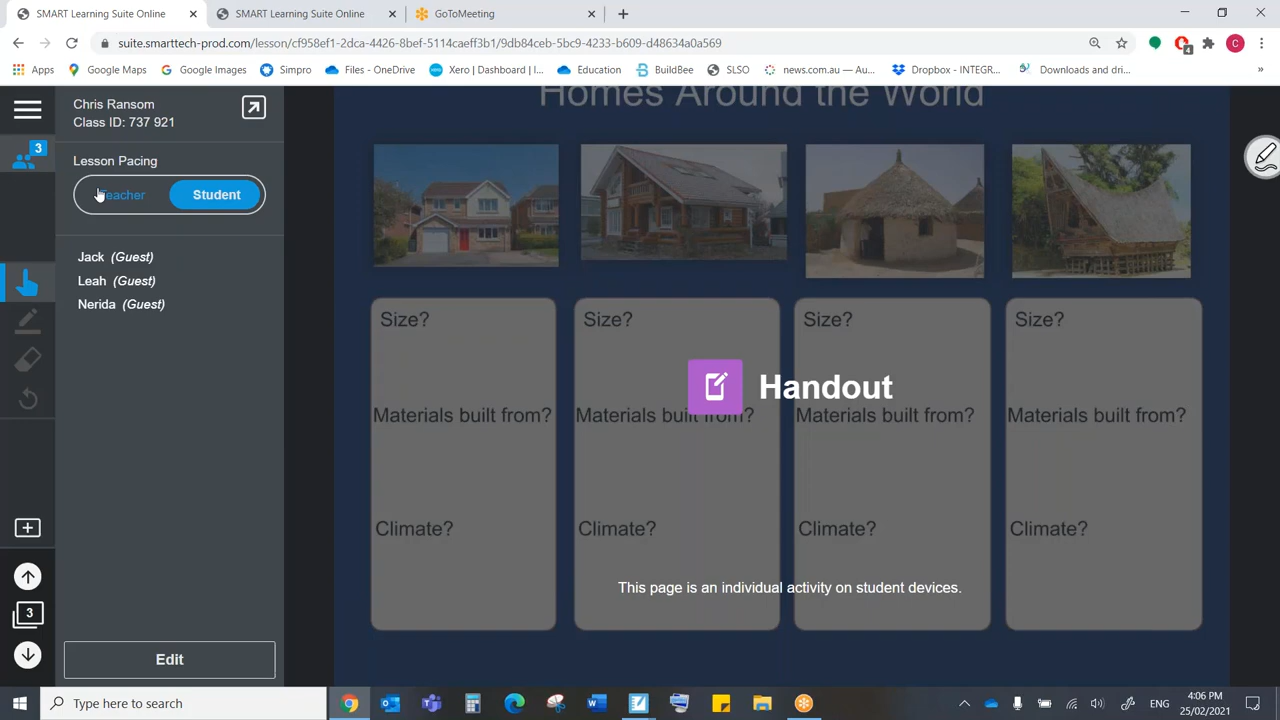 SMART Learning Suite Online
SMART Learning Suite Online
GoToMeeting
suite.smarttech-prod.com/lesson/cf958ef1-2dca-4426-8bef-5114caeff3b1/9db84ceb-5bc9-4233-b609-d48634a0a569
4
C
Apps
Google Maps
Google Images
Simpro
Files - OneDrive
Xero | Dashboard | I...
Education
BuildBee
SLSO
news.com.au — Au...
Dropbox - INTEGR...
Downloads and dri...
»
Chris Ransom
Class ID: 737 921
3
Lesson Pacing
Teacher
Student
Jack (Guest)
Leah (Guest)
Nerida (Guest)
3
Edit
Homes Around the World
Size?
Size?
Size?
Size?
Handout
Materials built from?
Materials built from?
Materials built from?
Materials built from?
Climate?
Climate?
Climate?
Climate?
This page is an individual activity on student devices.
Type here to search
ENG
4:06 PM
25/02/2021